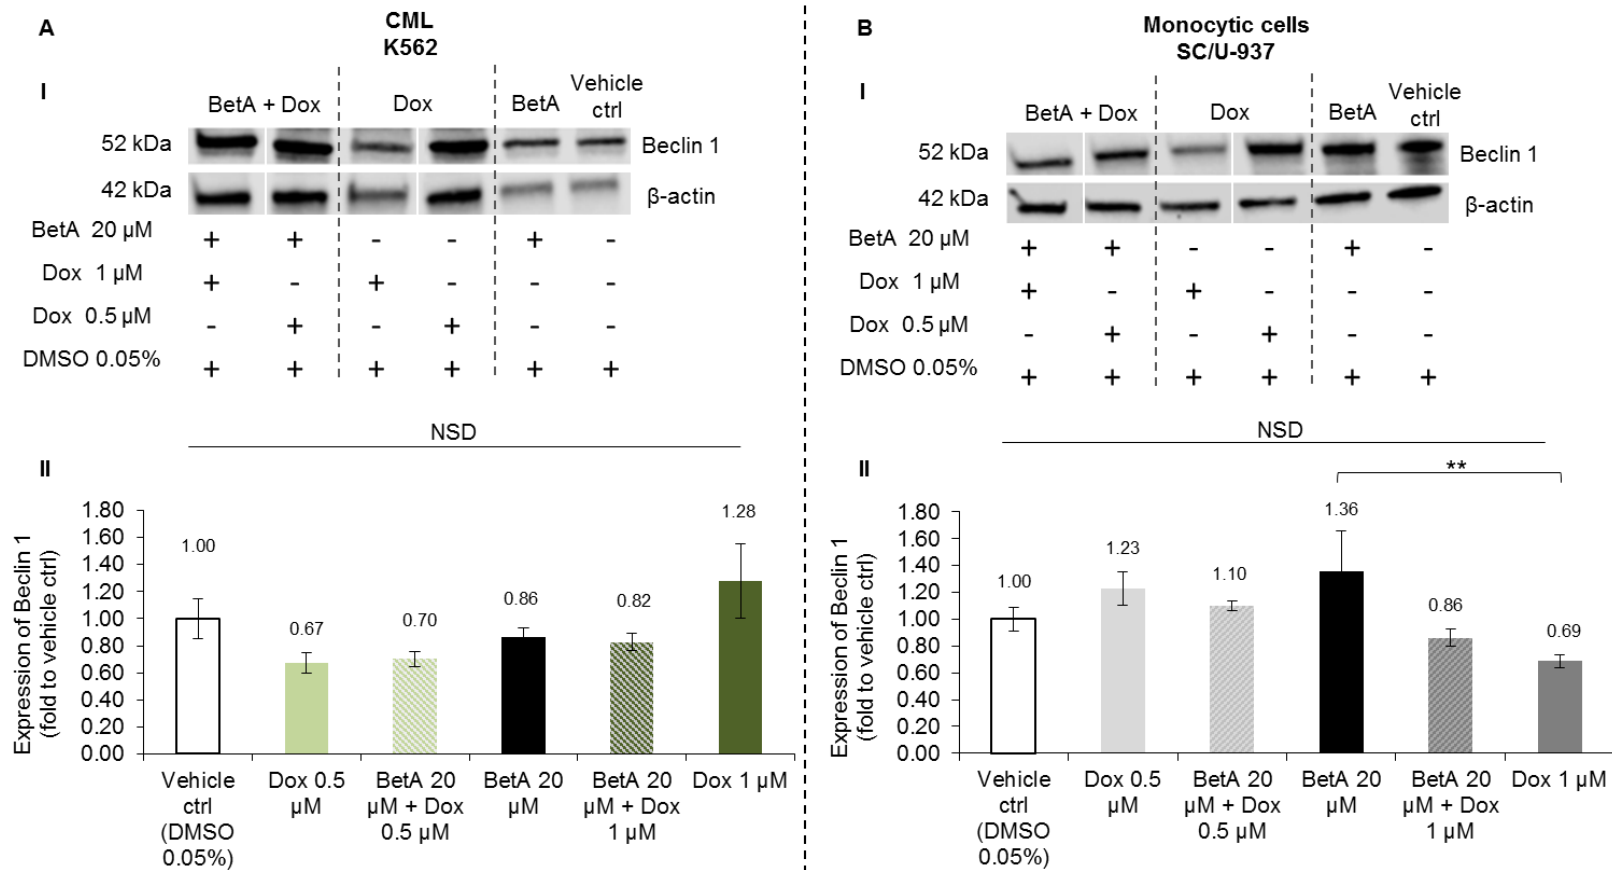 A
CML
K562
I
BetA + Dox
Dox
BetA
Vehicle
ctrl
52 kDa
Beclin 1
42 kDa
β-actin
BetA 20 µM
+ + - - + -
Dox 1 µM
+ - + - - -
Dox 0.5 µM
- + - + - -
DMSO 0.05%
+ + + + + +
NSD
II
Expression of Beclin 1
(fold to vehicle ctrl)
1.80
1.60
1.40
1.20
1.00
0.80
0.60
0.40
0.20
0.00
1.00
0.67
0.70
0.86
0.82
1.28
Vehicle
ctrl
(DMSO
0.05%)
Dox 0.5
µM
BetA 20
µM + Dox
0.5 µM
BetA 20
µM
BetA 20
µM + Dox
1 µM
Dox 1 µM
B
Monocytic cells
SC/U-937
I
BetA + Dox
Dox
BetA
Vehicle
ctrl
52 kDa
Beclin 1
42 kDa
β-actin
BetA 20 µM
+ + - - + -
Dox 1 µM
+ - + - - -
Dox 0.5 µM
- + - + - -
DMSO 0.05%
+ + + + + +
NSD
II
**
Expression of Beclin 1
(fold to vehicle ctrl)
1.80
1.60
1.40
1.20
1.00
0.80
0.60
0.40
0.20
0.00
1.00
1.23
1.10
1.36
0.86
0.69
Vehicle
ctrl
(DMSO
0.05%)
Dox 0.5
µM
BetA 20
µM + Dox
0.5 µM
BetA 20
µM
BetA 20
µM + Dox
1 µM
Dox 1 µM